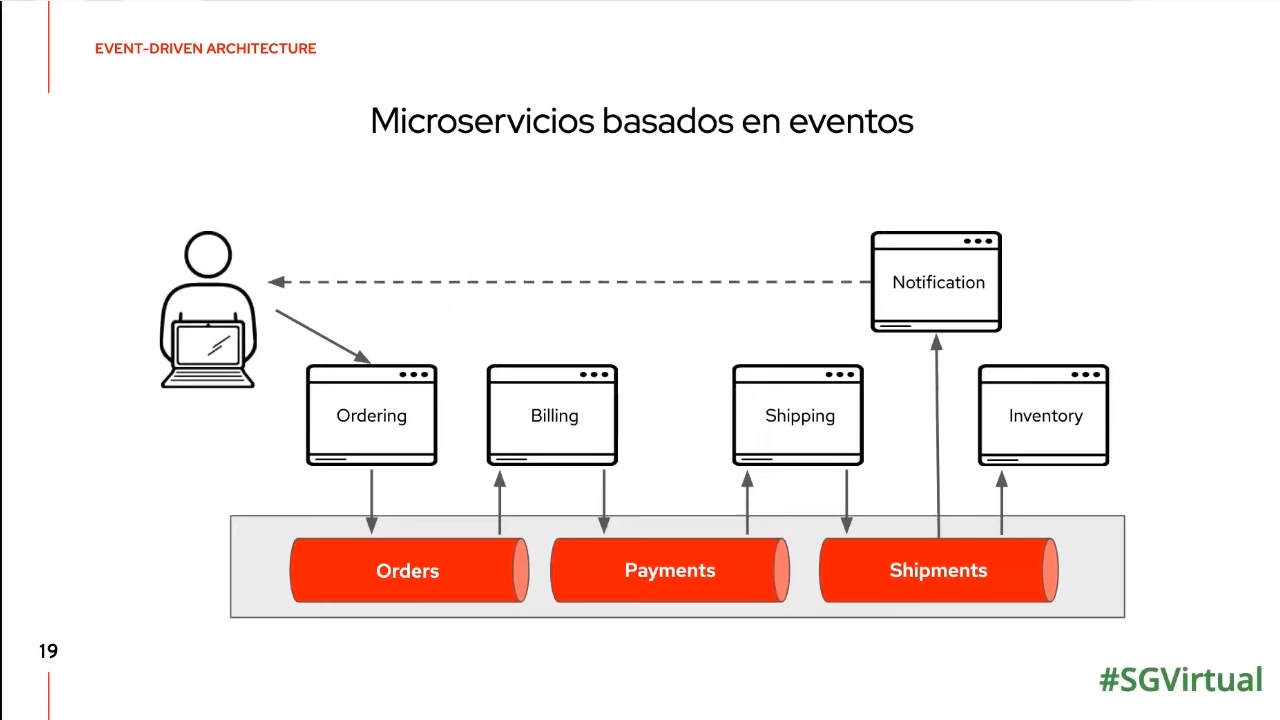 EVENT-DRIVEN ARCHITECTURE
Microservicios basados en eventos
Notification
Ordering
Billing
Shipping
Inventory
Orders
Payments
Shipments
19
#SGVirtual